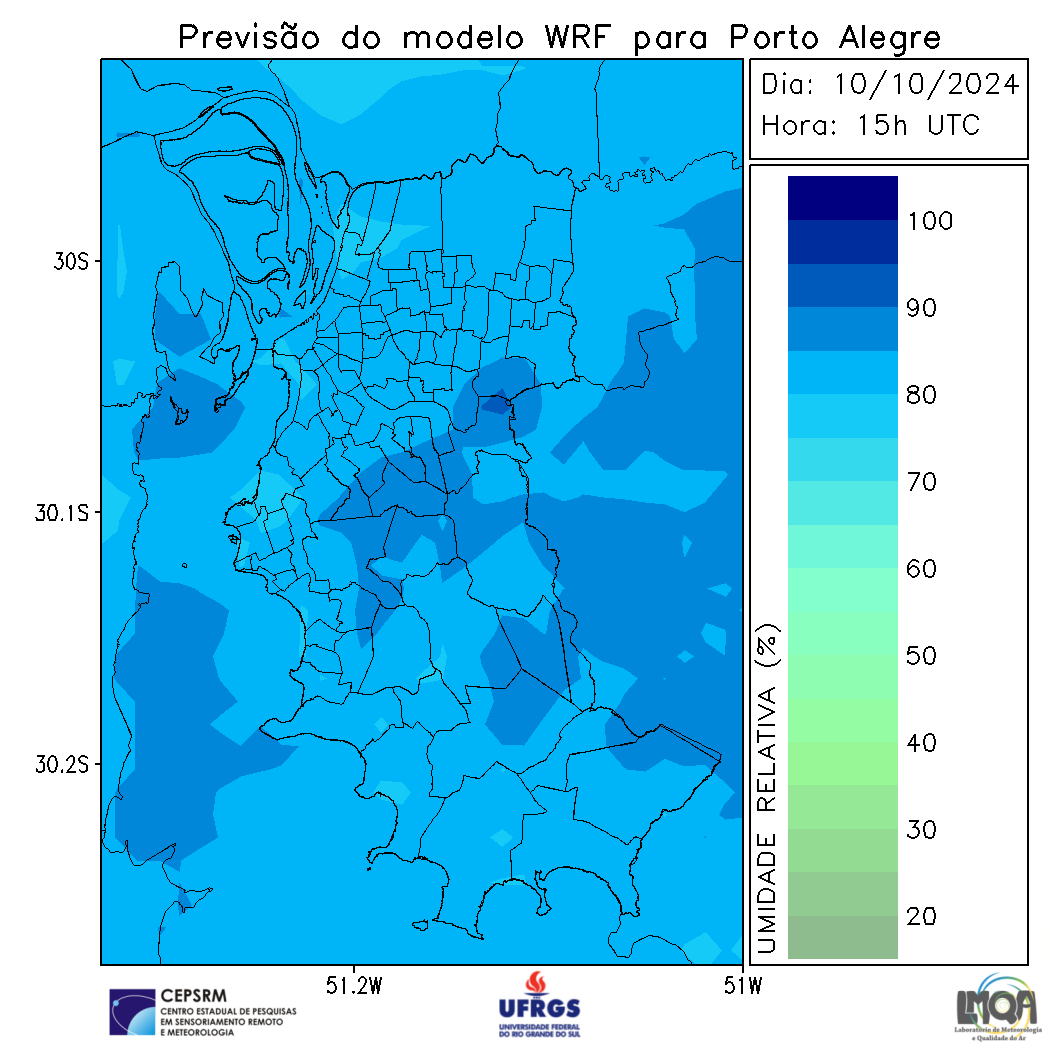 Previsão do modelo WRF para Porto Alegre
Dia: 10/10/2024
Hora: 15h UTC
100
90
80
70
60
50
40
30
20
UMIDADE RELATIVA (%)
30S
30.1S
30.2S
51.2W
51W
CEPSRM
CENTRO ESTADUAL DE PESQUISAS
EM SENSORIAMENTO REMOTO
E METEOROLOGIA
UFRGS
UNIVERSIDADE FEDERAL
DO RIO GRANDE DO SUL
LMQA
Laboratório de Meteorologia
e Qualidade do Ar